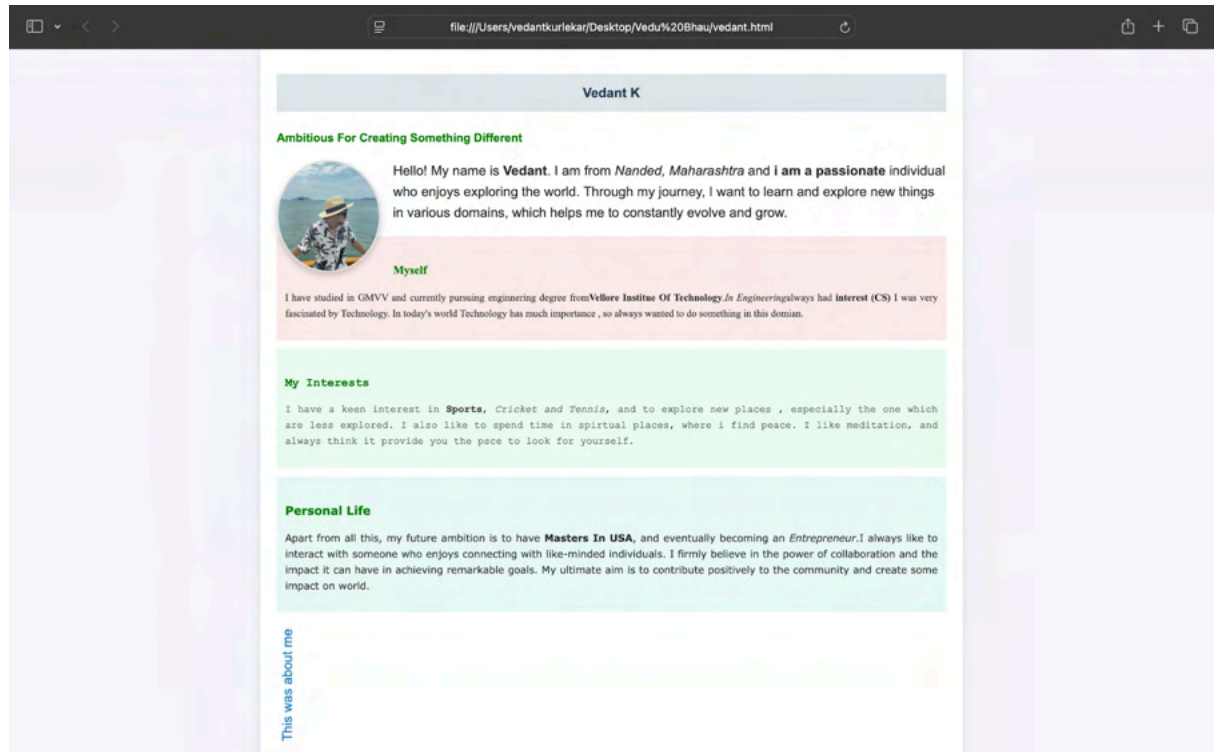 file:///Users/vedantkurlekar/Desktop/Vedu%20Bhau/vedant.html
Vedant K
Ambitious For Creating Something Different
Hello! My name is Vedant. I am from Nanded, Maharashtra and i am a passionate individual
who enjoys exploring the world. Through my journey, I want to learn and explore new things
in various domains, which helps me to constantly evolve and grow.
Myself
I have studied in GMVV and currently pursuing enginnering degree fromVellore Institue Of Technology.In Engineeringalways had interest (CS) I was very
fascinated by Technology. In today's world Technology has much importance , so always wanted to do something in this domian.
My Interests
I have a keen interest in Sports, Cricket and Tennis, and to explore new places , especially the one which
are less explored. I also like to spend time in spirtual places, where i find peace. I like meditation, and
always think it provide you the psce to look for yourself.
Personal Life
Apart from all this, my future ambition is to have Masters In USA, and eventually becoming an Entrepreneur.I always like to
interact with someone who enjoys connecting with like-minded individuals. I firmly believe in the power of collaboration and the
impact it can have in achieving remarkable goals. My ultimate aim is to contribute positively to the community and create some
impact on world.
This was about me